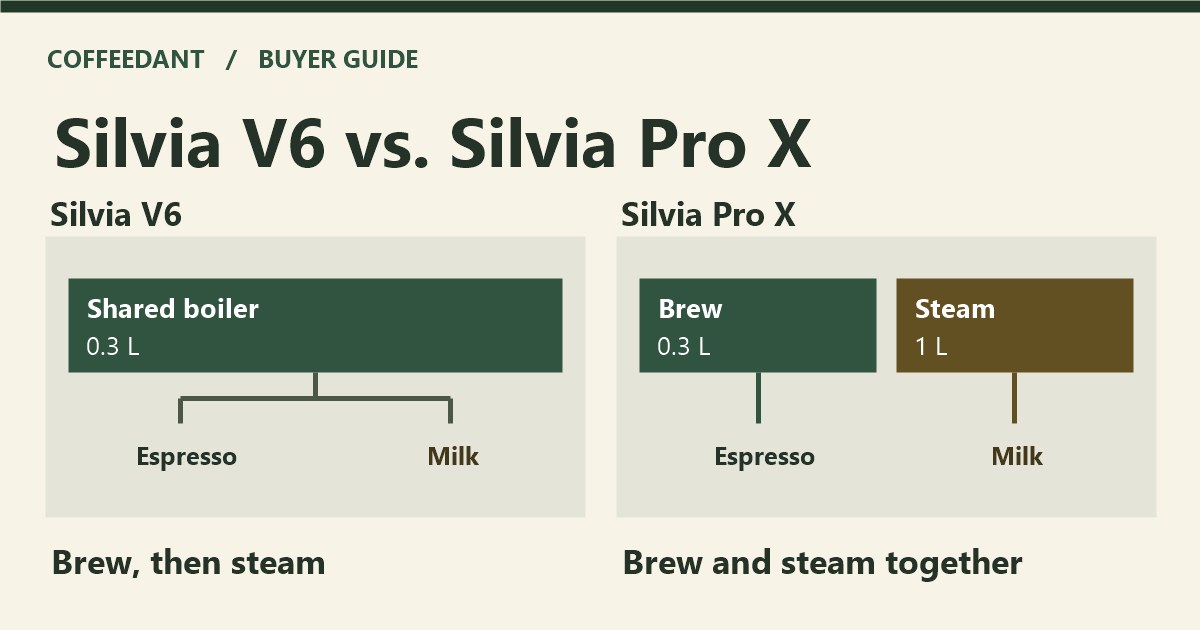 COFFEEDANT / BUYER GUIDE
Silvia V6 vs. Silvia Pro X
Silvia V6
Shared boiler
0.3 L
Espresso
Milk
Brew, then steam
Silvia Pro X
Brew
0.3 L
Steam
1 L
Espresso
Milk
Brew and steam together